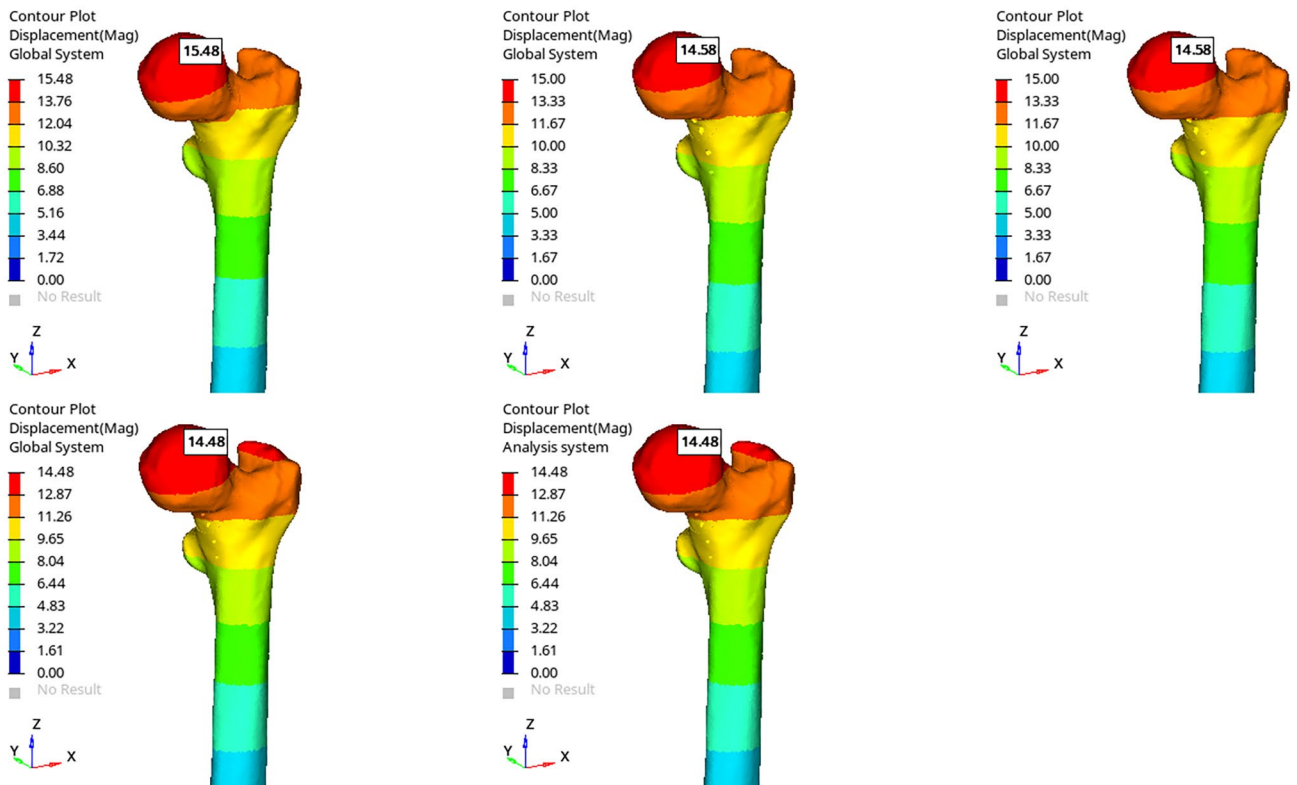 Contour Plot
Displacement(Mag)
Global System
15.48
13.76
12.04
10.32
8.60
6.88
5.16
3.44
1.72
0.00
No Result
Z
Y
X
15.48
Contour Plot
Displacement(Mag)
Global System
15.00
13.33
11.67
10.00
8.33
6.67
5.00
3.33
1.67
0.00
No Result
Z
Y
X
14.58
Contour Plot
Displacement(Mag)
Global System
15.00
13.33
11.67
10.00
8.33
6.67
5.00
3.33
1.67
0.00
No Result
Z
Y
X
14.58
Contour Plot
Displacement(Mag)
Global System
14.48
12.87
11.26
9.65
8.04
6.44
4.83
3.22
1.61
0.00
No Result
Z
Y
X
14.48
Contour Plot
Displacement(Mag)
Analysis system
14.48
12.87
11.26
9.65
8.04
6.44
4.83
3.22
1.61
0.00
No Result
Z
Y
X
14.48